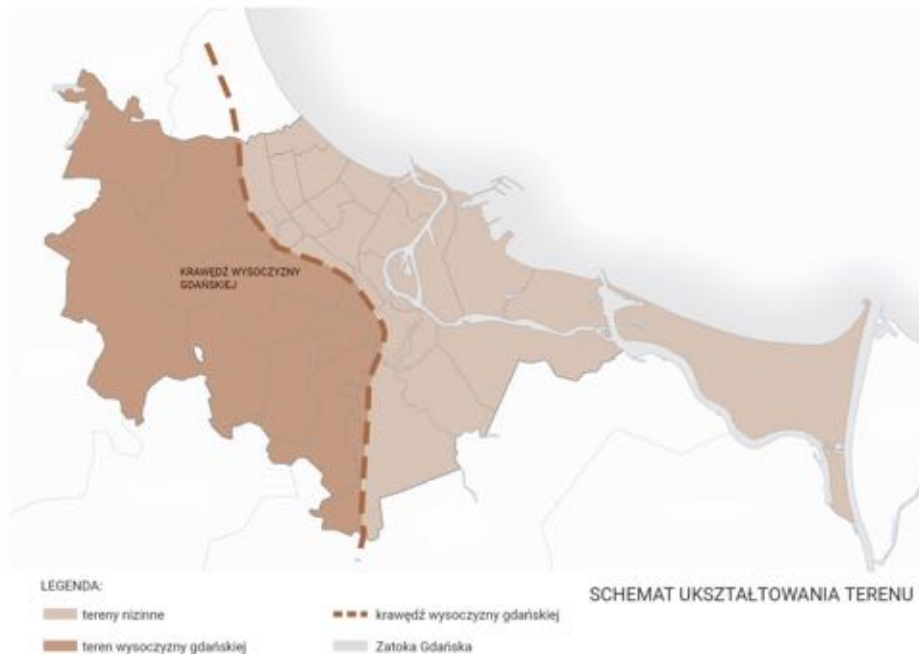 KRAWĘDŹ WYSOCZYZNY
GDAŃSKIEJ
LEGENDA:
tereny nizinne
krawędź wysoczyzny gdańskiej
teren wysoczyzny gdańskiej
Zatoka Gdańska
SCHEMAT UKSZTAŁTOWANIA TERENU